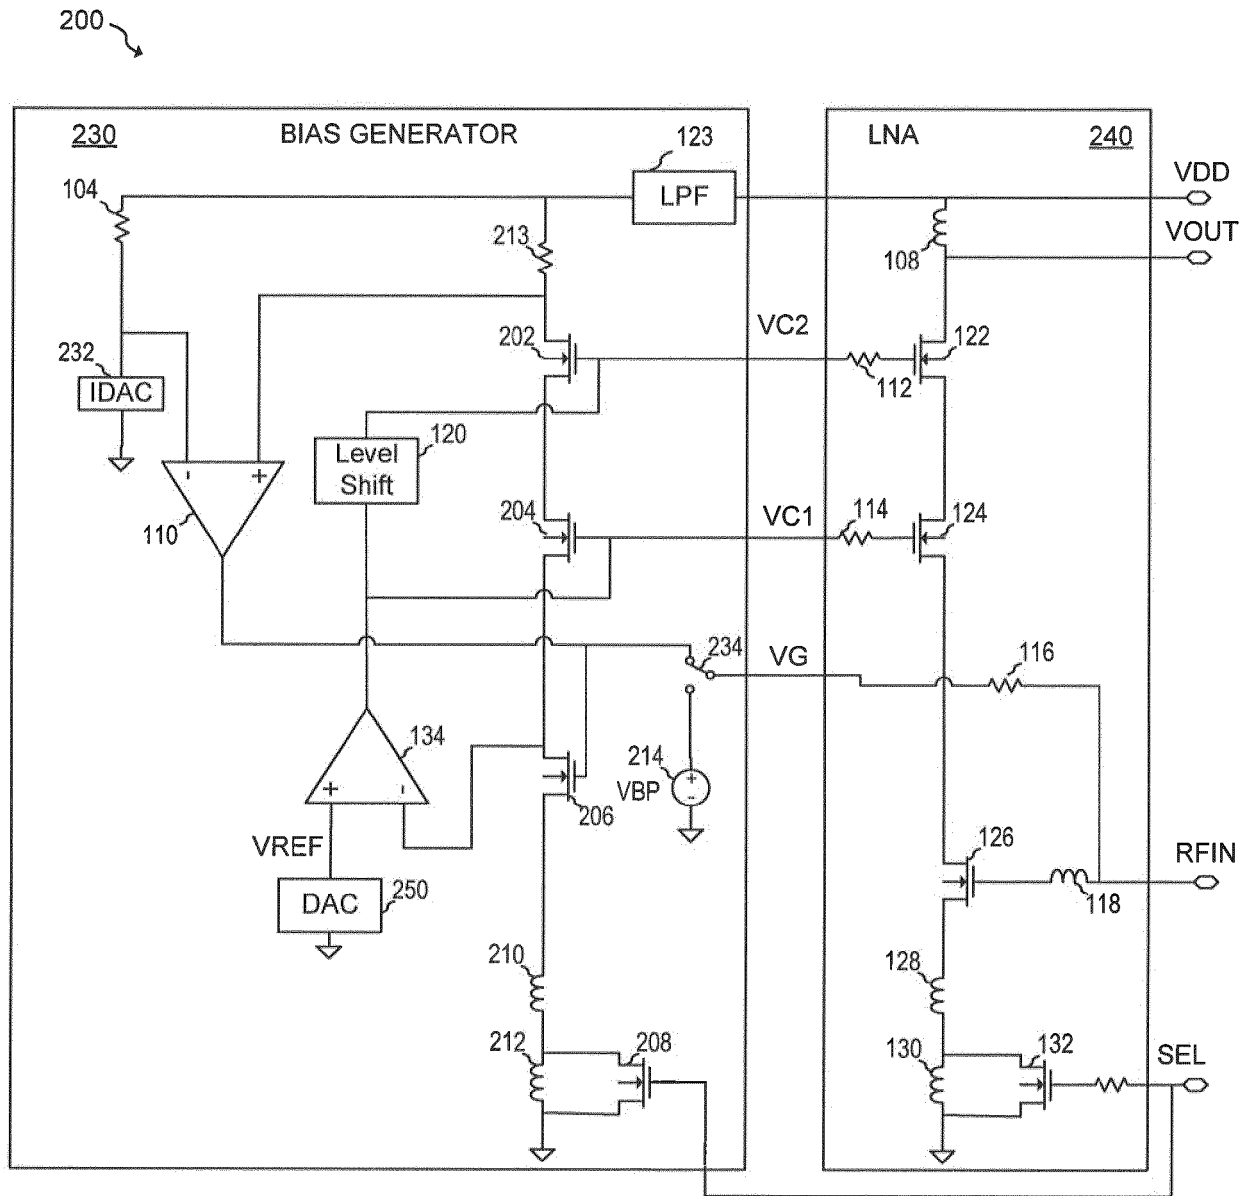 200
230
BIAS GENERATOR
123
LNA
240
104
LPF
VDD
213
108
VOUT
232
202
VC2
122
IDAC
112
120
Level
Shift
-
+
110
204
VC1
114
124
234
VG
116
134
214
+
-
VBP
206
+
-
VREF
126
RFIN
DAC
250
118
210
128
212
208
130
132
SEL